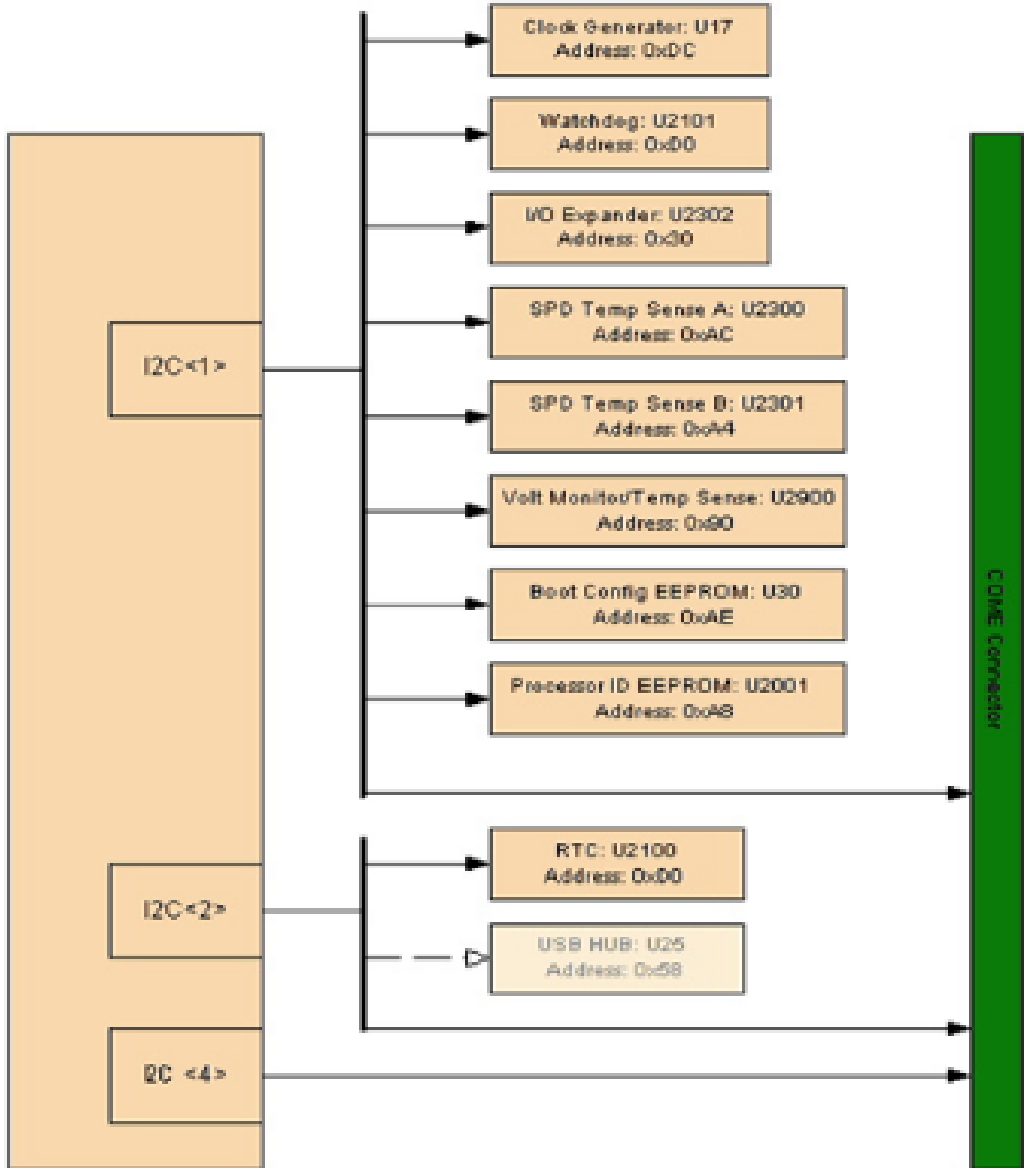 Clock Generator: U17
Address: 0xDC
Watchdog: U2101
Address: 0xD0
I/O Expander: U2302
Address: 0x30
SPD Temp Sense A: U2300
Address: 0xAC
I2C<1>
SPD Temp Sense B: U2301
Address: 0xA4
Volt Monitor/Temp Sense: U2900
Address: 0x90
Boot Config EEPROM: U30
Address: 0xAE
Processor ID EEPROM: U2001
Address: 0xA8
COME Connector
RTC: U2100
Address: 0xD0
I2C<2>
USB HUB: U25
Address: 0x58
I2C <4>